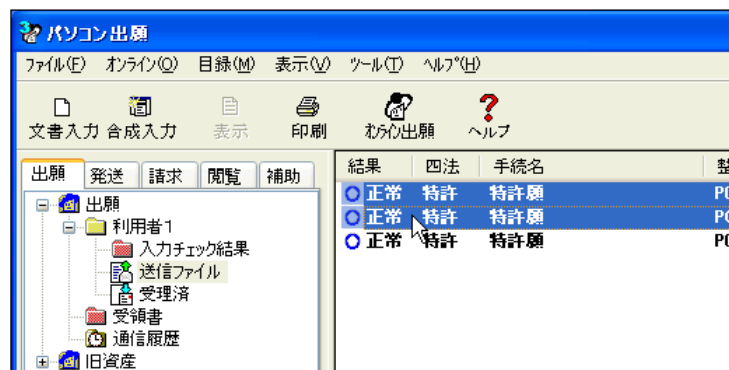 パソコン出願
ファイル(F) オンライン(O) 目録(M) 表示(V) ツール(T) ヘルプ(H)
文書入力 合成入力 表示 印刷 オンライン出願 ヘルプ
出願 発送 請求 閲覧 補助
結果 四法 手続名 整
出願
利用者1
入力チェック結果
送信ファイル
受理済
受領書
通信履歴
旧資産
正常 特許 特許願 PO
正常 特許 特許願 PO
正常 特許 特許願 PO